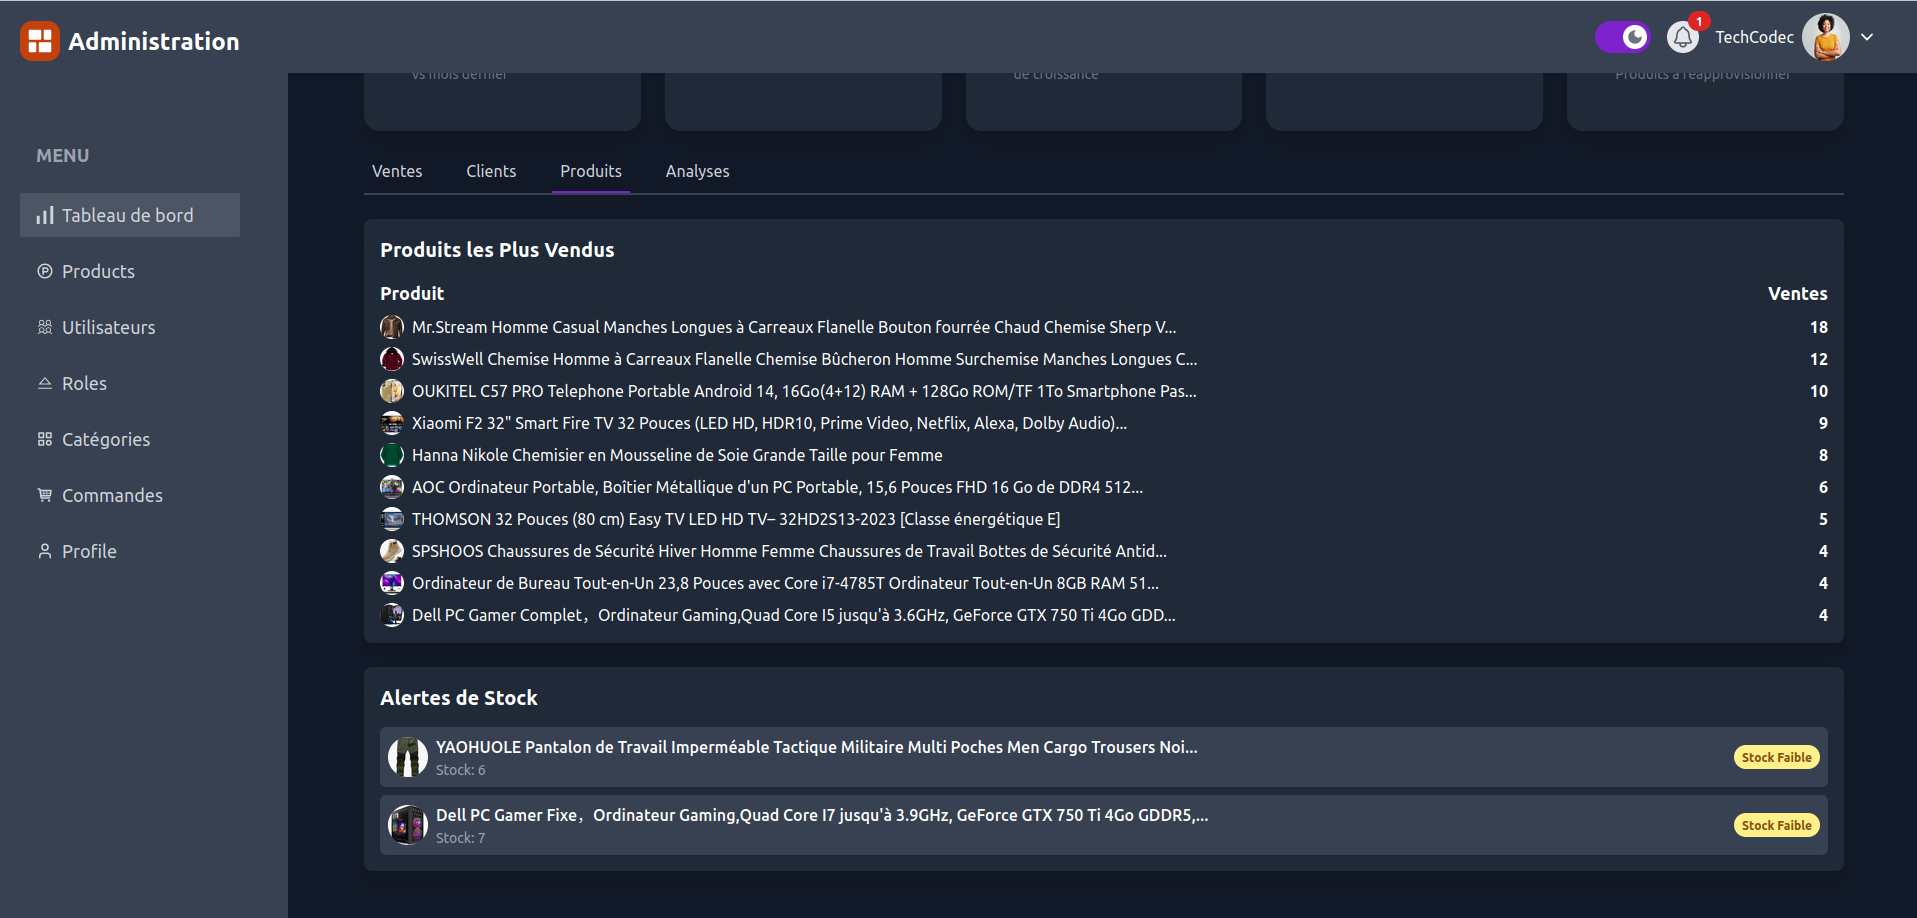 Administration
1
TechCodec
vs mois dernier
de croissance
Produits à réapprovisionner
MENU
Tableau de bord
Products
Utilisateurs
Roles
Catégories
Commandes
Profile
Ventes
Clients
Produits
Analyses
Produits les Plus Vendus
Produit Ventes
Mr.Stream Homme Casual Manches Longues à Carreaux Flanelle Bouton fourrée Chaud Chemise Sherp V... 18
SwissWell Chemise Homme à Carreaux Flanelle Chemise Bûcheron Homme Surchemise Manches Longues C... 12
OUKITEL C57 PRO Telephone Portable Android 14, 16Go(4+12) RAM + 128Go ROM/TF 1To Smartphone Pas... 10
Xiaomi F2 32" Smart Fire TV 32 Pouces (LED HD, HDR10, Prime Video, Netflix, Alexa, Dolby Audio)... 9
Hanna Nikole Chemisier en Mousseline de Soie Grande Taille pour Femme 8
AOC Ordinateur Portable, Boîtier Métallique d'un PC Portable, 15,6 Pouces FHD 16 Go de DDR4 512... 6
THOMSON 32 Pouces (80 cm) Easy TV LED HD TV– 32HD2S13-2023 [Classe énergétique E] 5
SPSHOOS Chaussures de Sécurité Hiver Homme Femme Chaussures de Travail Bottes de Sécurité Antid... 4
Ordinateur de Bureau Tout-en-Un 23,8 Pouces avec Core i7-4785T Ordinateur Tout-en-Un 8GB RAM 51... 4
Dell PC Gamer Complet，Ordinateur Gaming,Quad Core I5 jusqu'à 3.6GHz, GeForce GTX 750 Ti 4Go GDD... 4
Alertes de Stock
YAOHUOLE Pantalon de Travail Imperméable Tactique Militaire Multi Poches Men Cargo Trousers Noi...
Stock: 6
Stock Faible
Dell PC Gamer Fixe，Ordinateur Gaming,Quad Core I7 jusqu'à 3.9GHz, GeForce GTX 750 Ti 4Go GDDR5,...
Stock: 7
Stock Faible